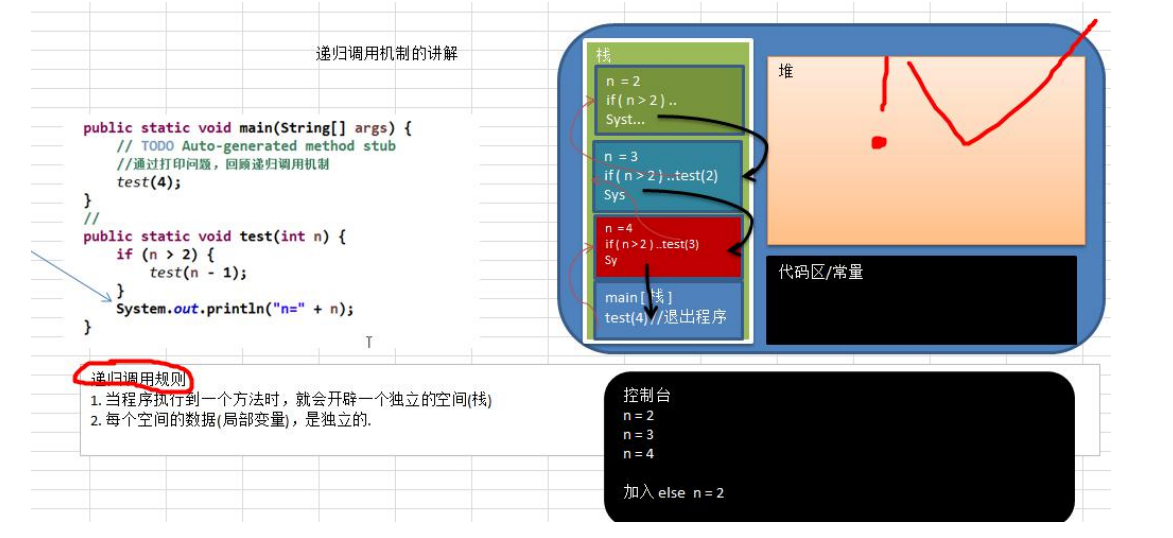 递归调用机制的讲解
public static void main(String[] args) {
// TODO Auto-generated method stub
//通过打印问题，回顾递归调用机制
test(4);
}
//
public static void test(int n) {
if (n > 2) {
test(n - 1);
}
System.out.println("n=" + n);
}
递归调用规则
1. 当程序执行到一个方法时，就会开辟一个独立的空间(栈)
2. 每个空间的数据(局部变量)，是独立的.
栈
n = 2
if( n > 2 ) ..
Syst...
n = 3
if( n > 2 ) ..test(2)
Sys
n =4
if( n > 2 ) ..test(3)
Sy
main [ 栈 ]
test(4)//退出程序
堆
代码区/常量
控制台
n = 2
n = 3
n = 4
加入 else n = 2